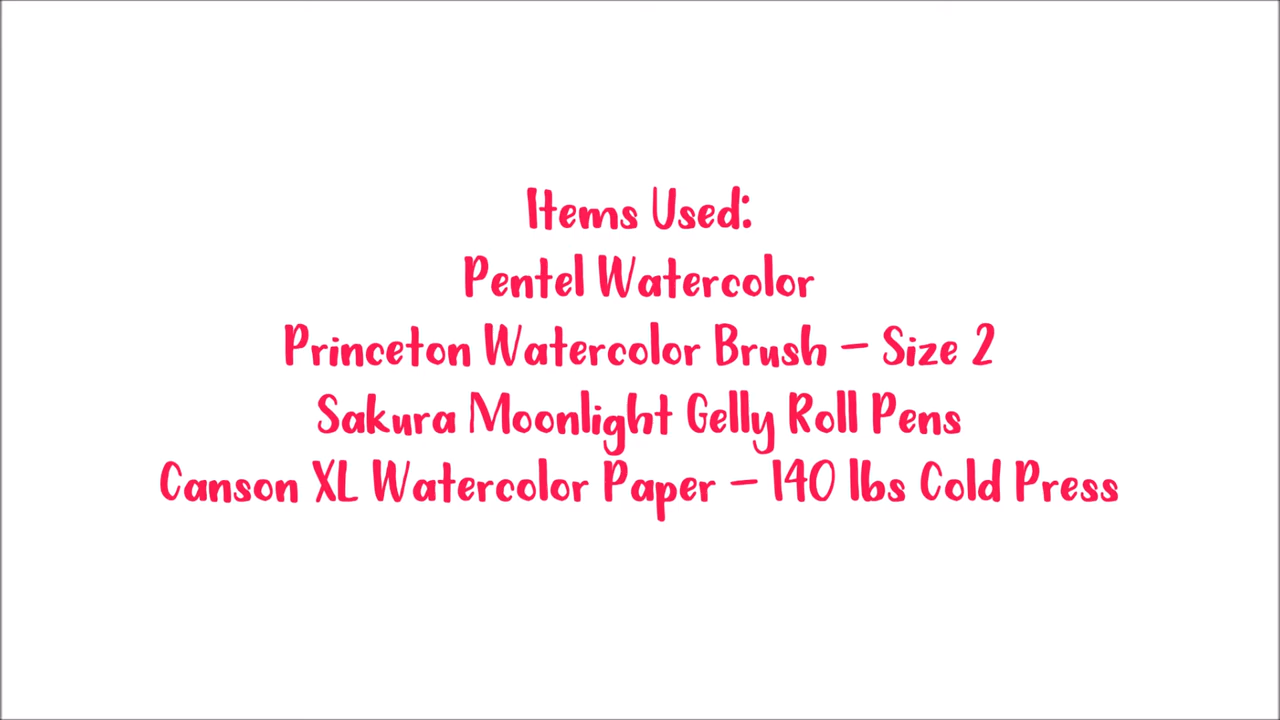 Items Used:
Pentel Watercolor
Princeton Watercolor Brush - Size 2
Sakura Moonlight Gelly Roll Pens
Canson XL Watercolor Paper - 140 lbs Cold Press